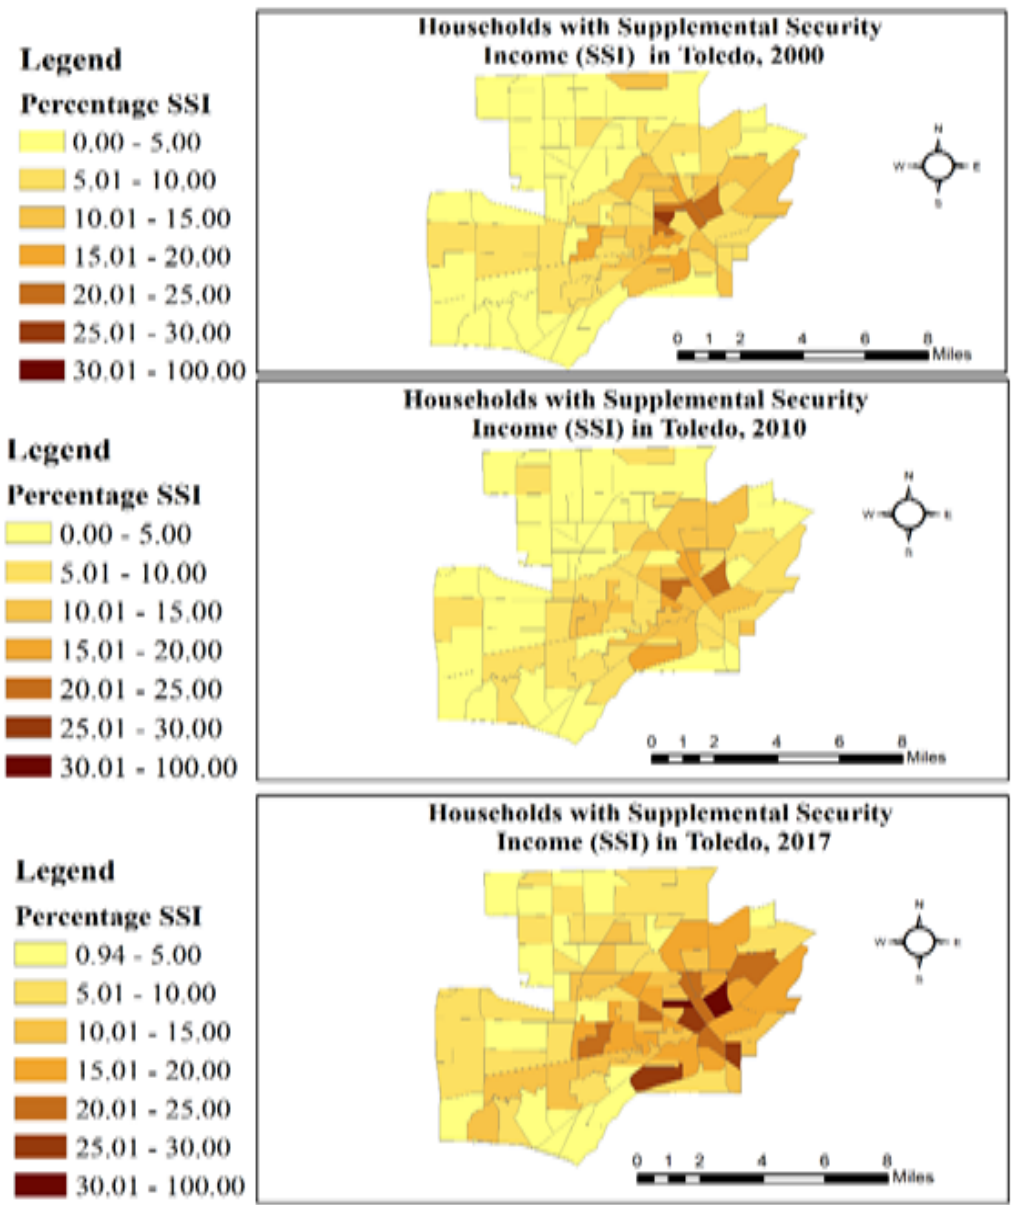 Households with Supplemental Security
Income (SSI) in Toledo, 2000
Legend
Percentage SSI
0.00 - 5.00
5.01 - 10.00
10.01 - 15.00
15.01 - 20.00
20.01 - 25.00
25.01 - 30.00
30.01 - 100.00
N
W E
S
0 1 2 4 6 8
Miles
Households with Supplemental Security
Income (SSI) in Toledo, 2010
Legend
Percentage SSI
0.00 - 5.00
5.01 - 10.00
10.01 - 15.00
15.01 - 20.00
20.01 - 25.00
25.01 - 30.00
30.01 - 100.00
N
W E
S
0 1 2 4 6 8
Miles
Households with Supplemental Security
Income (SSI) in Toledo, 2017
Legend
Percentage SSI
0.94 - 5.00
5.01 - 10.00
10.01 - 15.00
15.01 - 20.00
20.01 - 25.00
25.01 - 30.00
30.01 - 100.00
N
W E
S
0 1 2 4 6 8
Miles